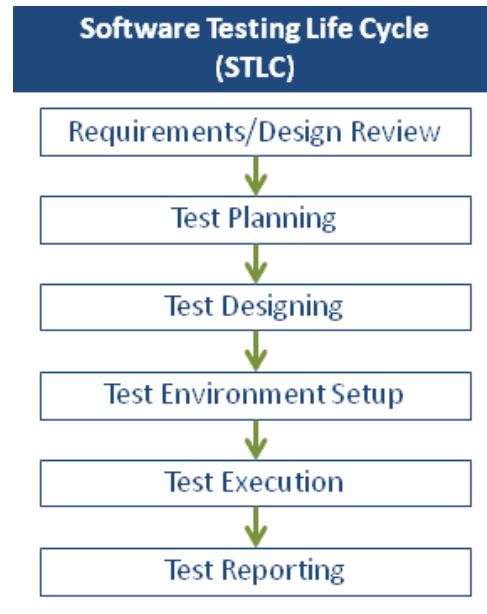 Software Testing Life Cycle
(STLC)
Requirements/Design Review
Test Planning
Test Designing
Test Environment Setup
Test Execution
Test Reporting